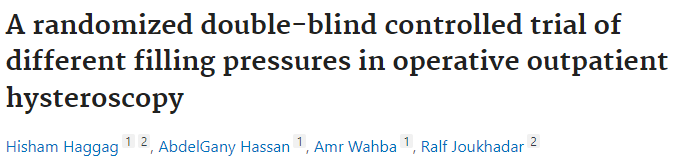 A randomized double-blind controlled trial of
different filling pressures in operative outpatient
hysteroscopy
Hisham Haggag 1 2, AbdelGany Hassan 1, Amr Wahba 1, Ralf Joukhadar 2